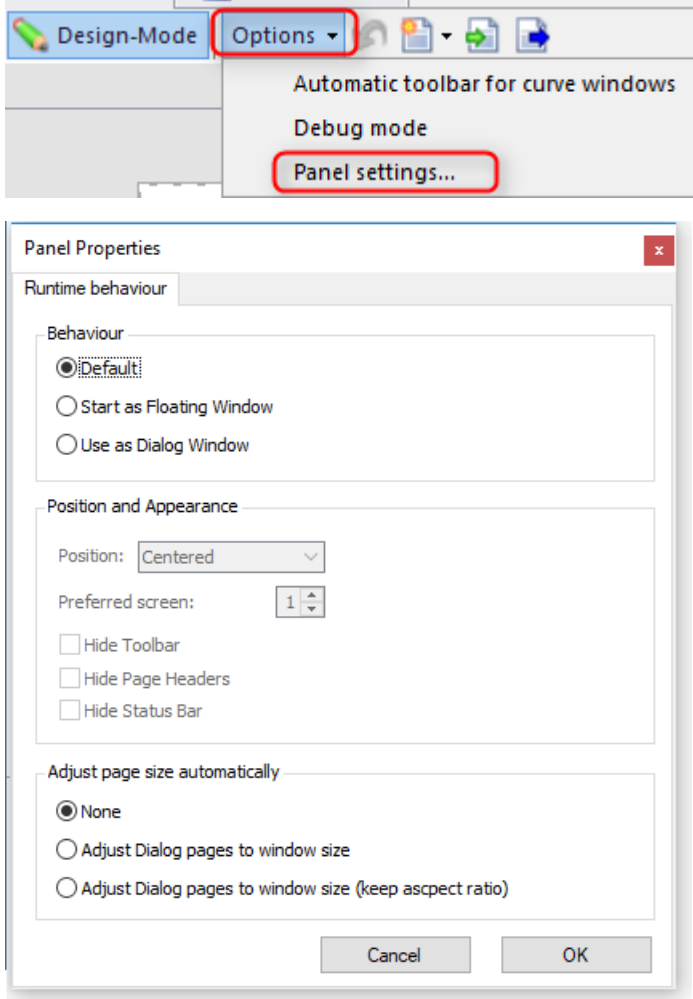 Design-Mode Options
Automatic toolbar for curve windows
Debug mode
Panel settings...
Panel Properties
x
Runtime behaviour
Behaviour
Default
Start as Floating Window
Use as Dialog Window
Position and Appearance
Position: Centered
Preferred screen: 1
Hide Toolbar
Hide Page Headers
Hide Status Bar
Adjust page size automatically
None
Adjust Dialog pages to window size
Adjust Dialog pages to window size (keep ascpect ratio)
Cancel OK